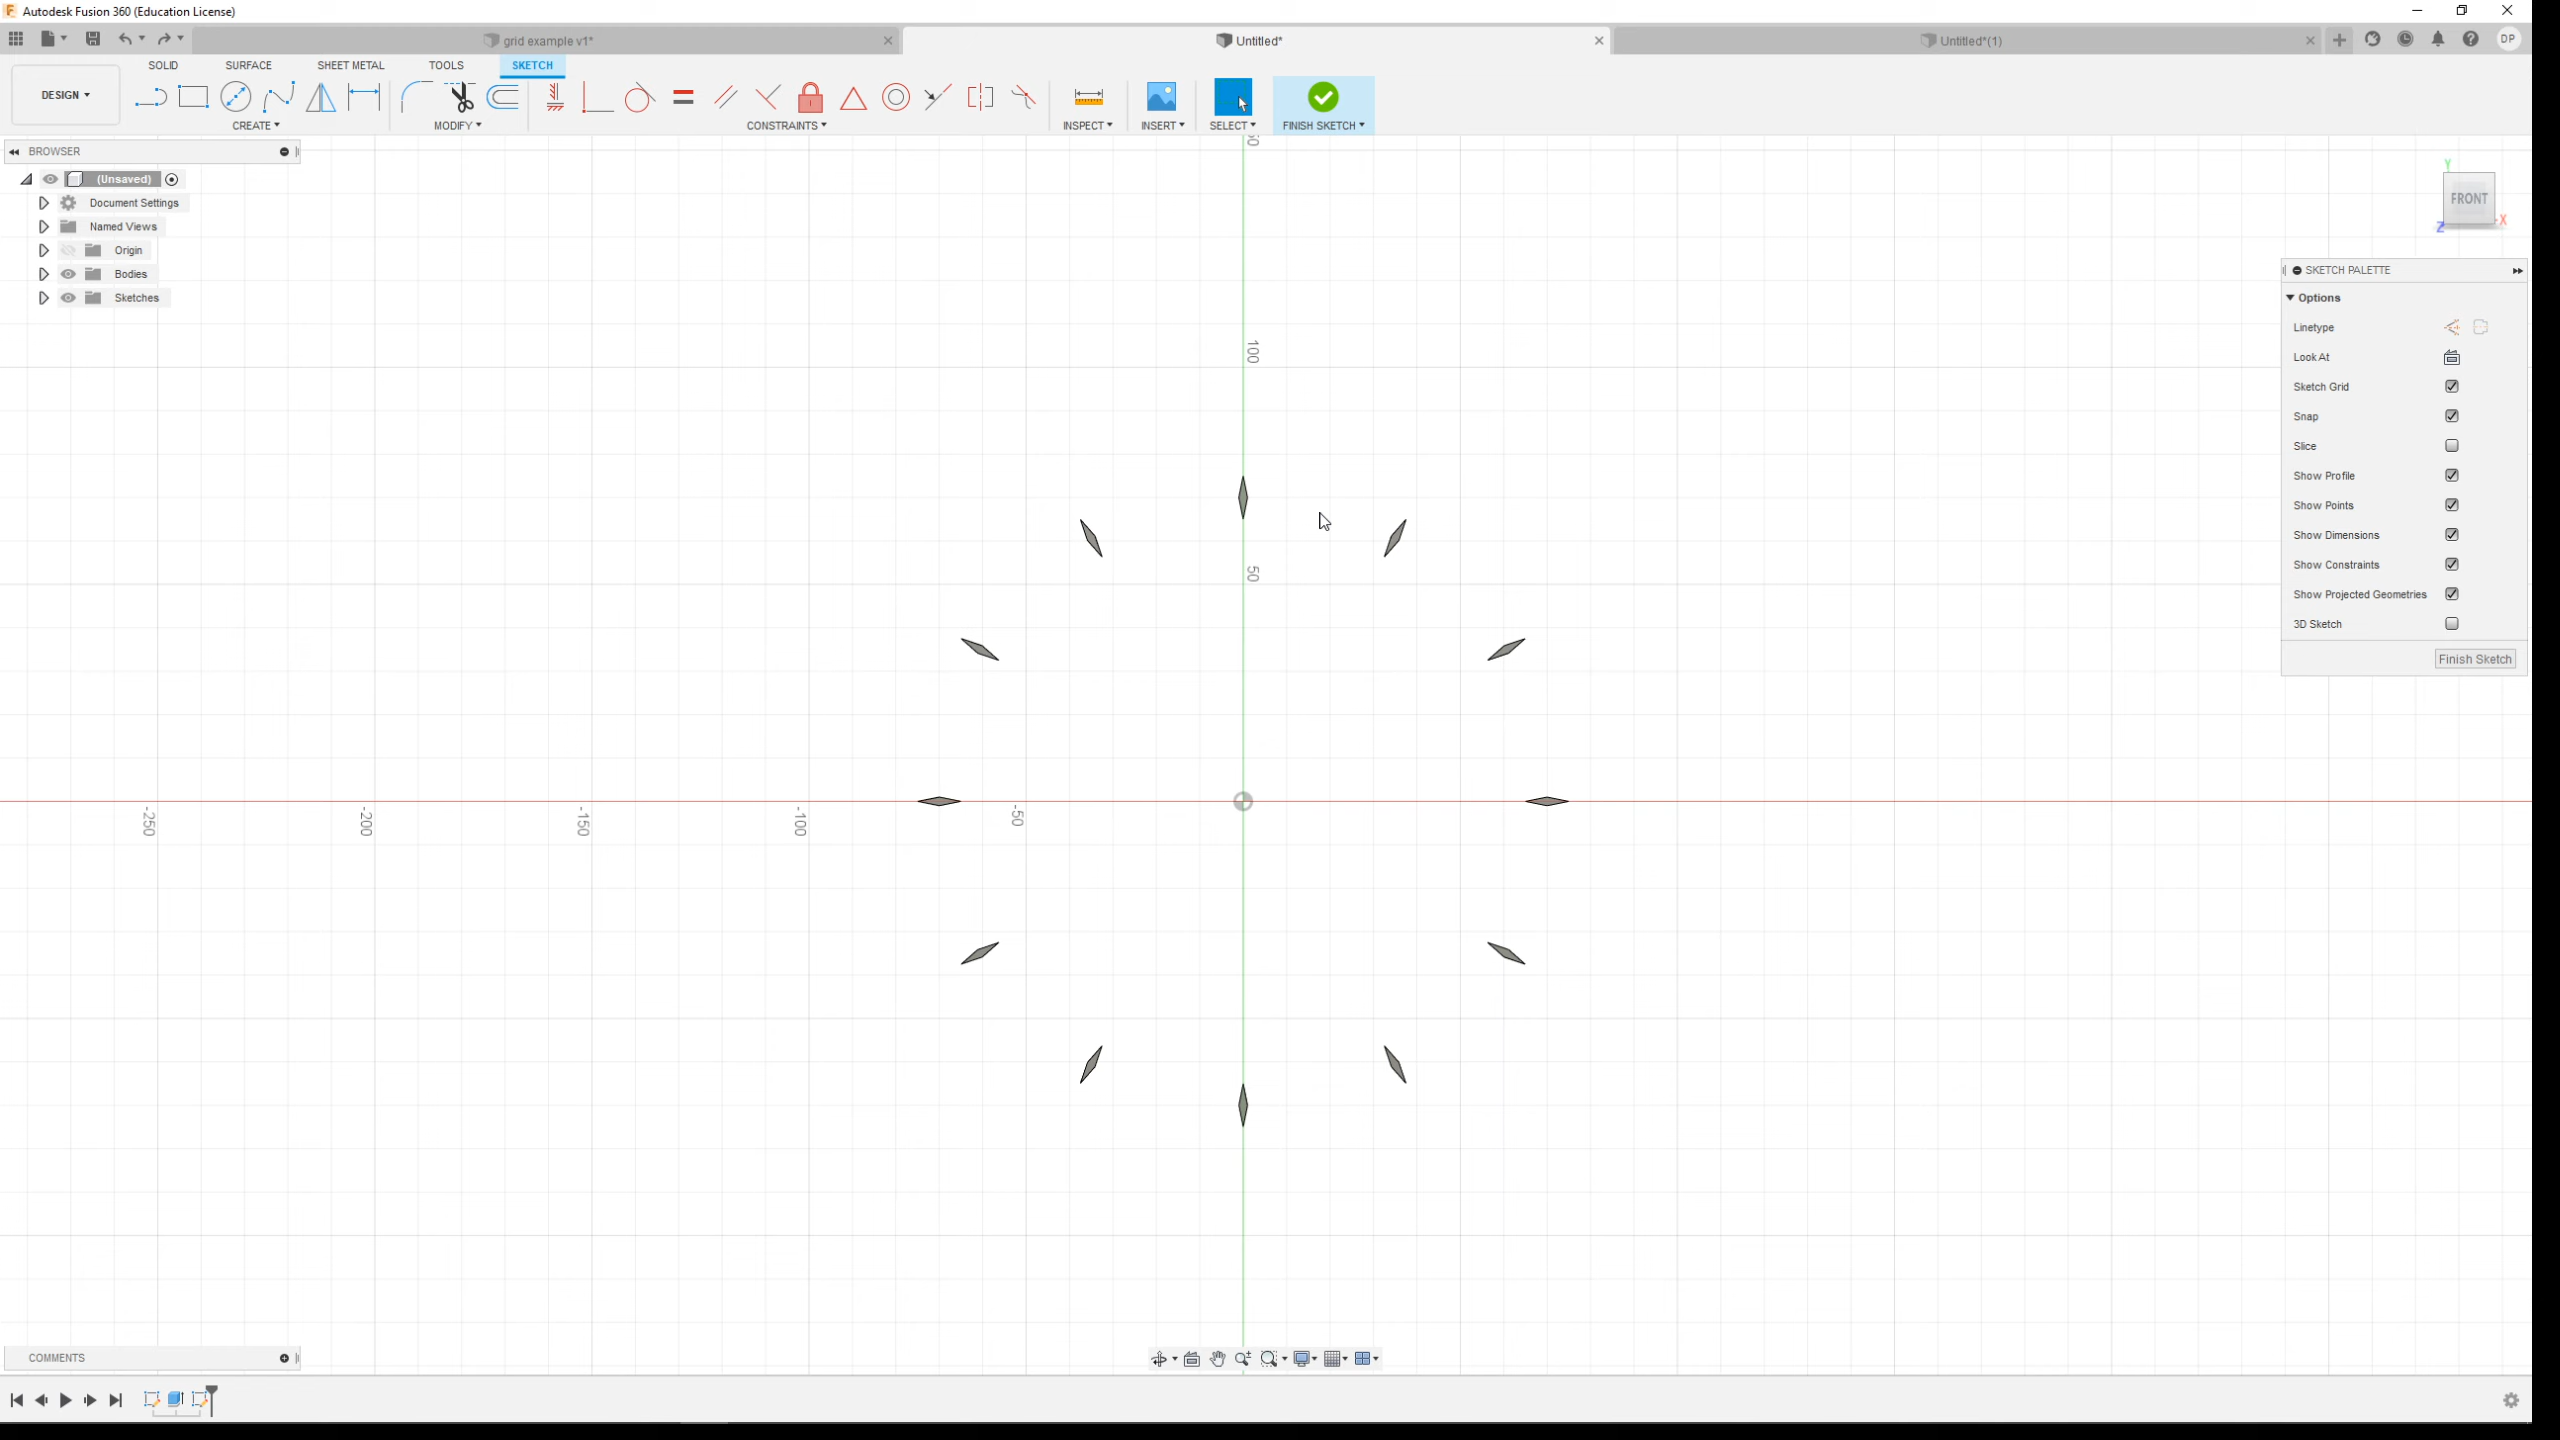 Autodesk Fusion 360 (Education License)
grid example v1*
Untitled*
Untitled*(1)
DP
SOLID SURFACE SHEET METAL TOOLS SKETCH
DESIGN
CREATE MODIFY CONSTRAINTS INSPECT INSERT SELECT FINISH SKETCH
BROWSER
(Unsaved)
Document Settings
Named Views
Origin
Bodies
Sketches
Y
FRONT
X
Z
SKETCH PALETTE
Options
Linetype
Look At
Sketch Grid
Snap
Slice
Show Profile
Show Points
Show Dimensions
Show Constraints
Show Projected Geometries
3D Sketch
Finish Sketch
100
50
-250 -200 -150 -100 -50
COMMENTS